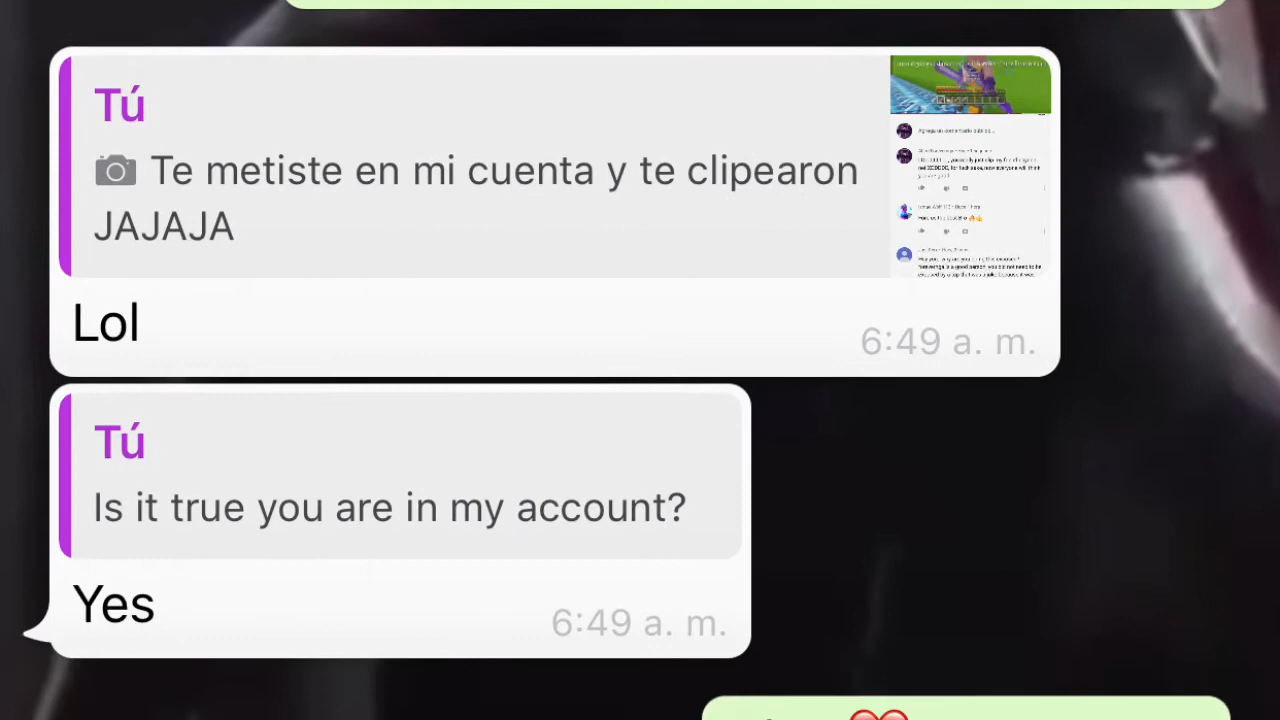 Tú
Te metiste en mi cuenta y te clipearon
JAJAJA
Lol
6:49 a. m.
Tú
Is it true you are in my account?
Yes
6:49 a. m.